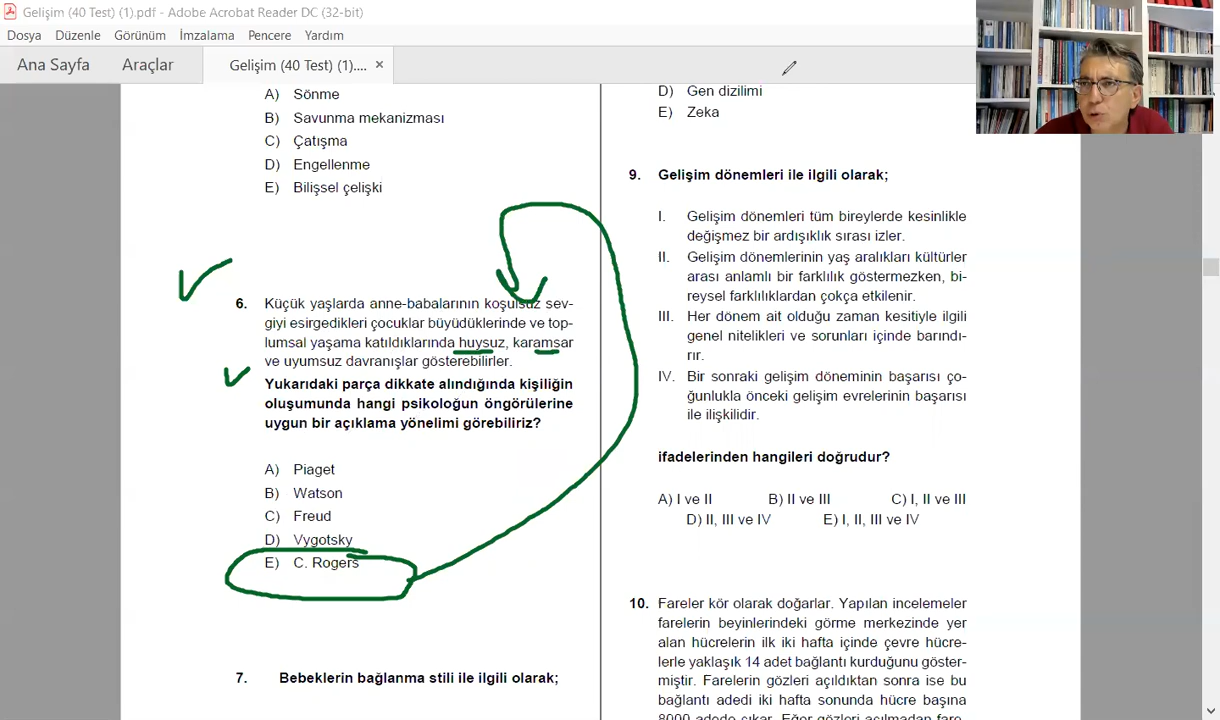 Gelişim (40 Test) (1).pdf - Adobe Acrobat Reader DC (32-bit)
Dosya Düzenle Görünüm İmzalama Pencere Yardım
Ana Sayfa Araçlar Gelişim (40 Test) (1).... ×
A) Sönme
B) Savunma mekanizması
C) Çatışma
D) Engellenme
E) Bilişsel çelişki
6. Küçük yaşlarda anne-babalarının koşulsuz sev-
giyi esirgedikleri çocuklar büyüdüklerinde ve top-
lumsal yaşama katıldıklarında huysuz, karamsar
ve uyumsuz davranışlar gösterebilirler.
Yukarıdaki parça dikkate alındığında kişiliğin
oluşumunda hangi psikoloğun öngörülerine
uygun bir açıklama yönelimi görebiliriz?
A) Piaget
B) Watson
C) Freud
D) Vygotsky
E) C. Rogers
7. Bebeklerin bağlanma stili ile ilgili olarak;
D) Gen dizilimi
E) Zeka
9. Gelişim dönemleri ile ilgili olarak;
I. Gelişim dönemleri tüm bireylerde kesinlikle
değişmez bir ardışıklık sırası izler.
II. Gelişim dönemlerinin yaş aralıkları kültürler
arası anlamlı bir farklılık göstermezken, bi-
reysel farklılıklardan çokça etkilenir.
III. Her dönem ait olduğu zaman kesitiyle ilgili
genel nitelikleri ve sorunları içinde barındı-
rır.
IV. Bir sonraki gelişim döneminin başarısı ço-
ğunlukla önceki gelişim evrelerinin başarısı
ile ilişkilidir.
ifadelerinden hangileri doğrudur?
A) I ve II B) II ve III C) I, II ve III
D) II, III ve IV E) I, II, III ve IV
10. Fareler kör olarak doğarlar. Yapılan incelemeler
farelerin beyinlerindeki görme merkezinde yer
alan hücrelerin ilk iki hafta içinde çevre hücre-
lerle yaklaşık 14 adet bağlantı kurduğunu göster-
miştir. Farelerin gözleri açıldıktan sonra ise bu
bağlantı adedi iki hafta sonunda hücre başına
8000 adede çıkar. Eğer gözleri açılmadan fare-